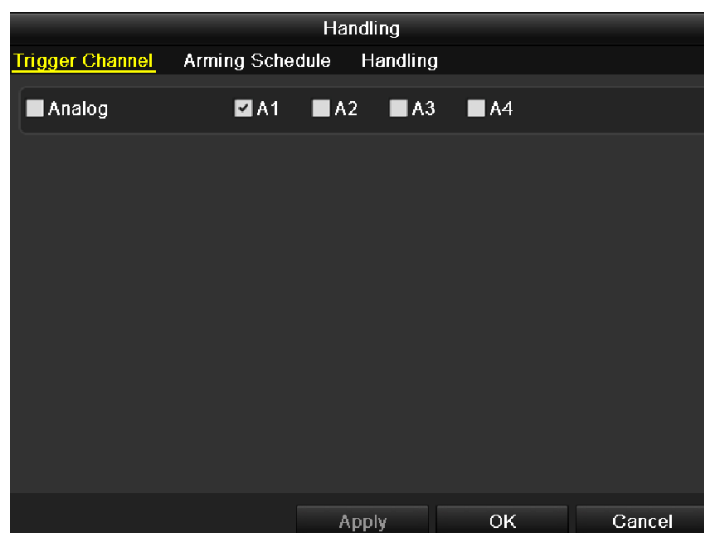 Handling
Trigger Channel Arming Schedule Handling
Analog A1 A2 A3 A4
Apply OK Cancel